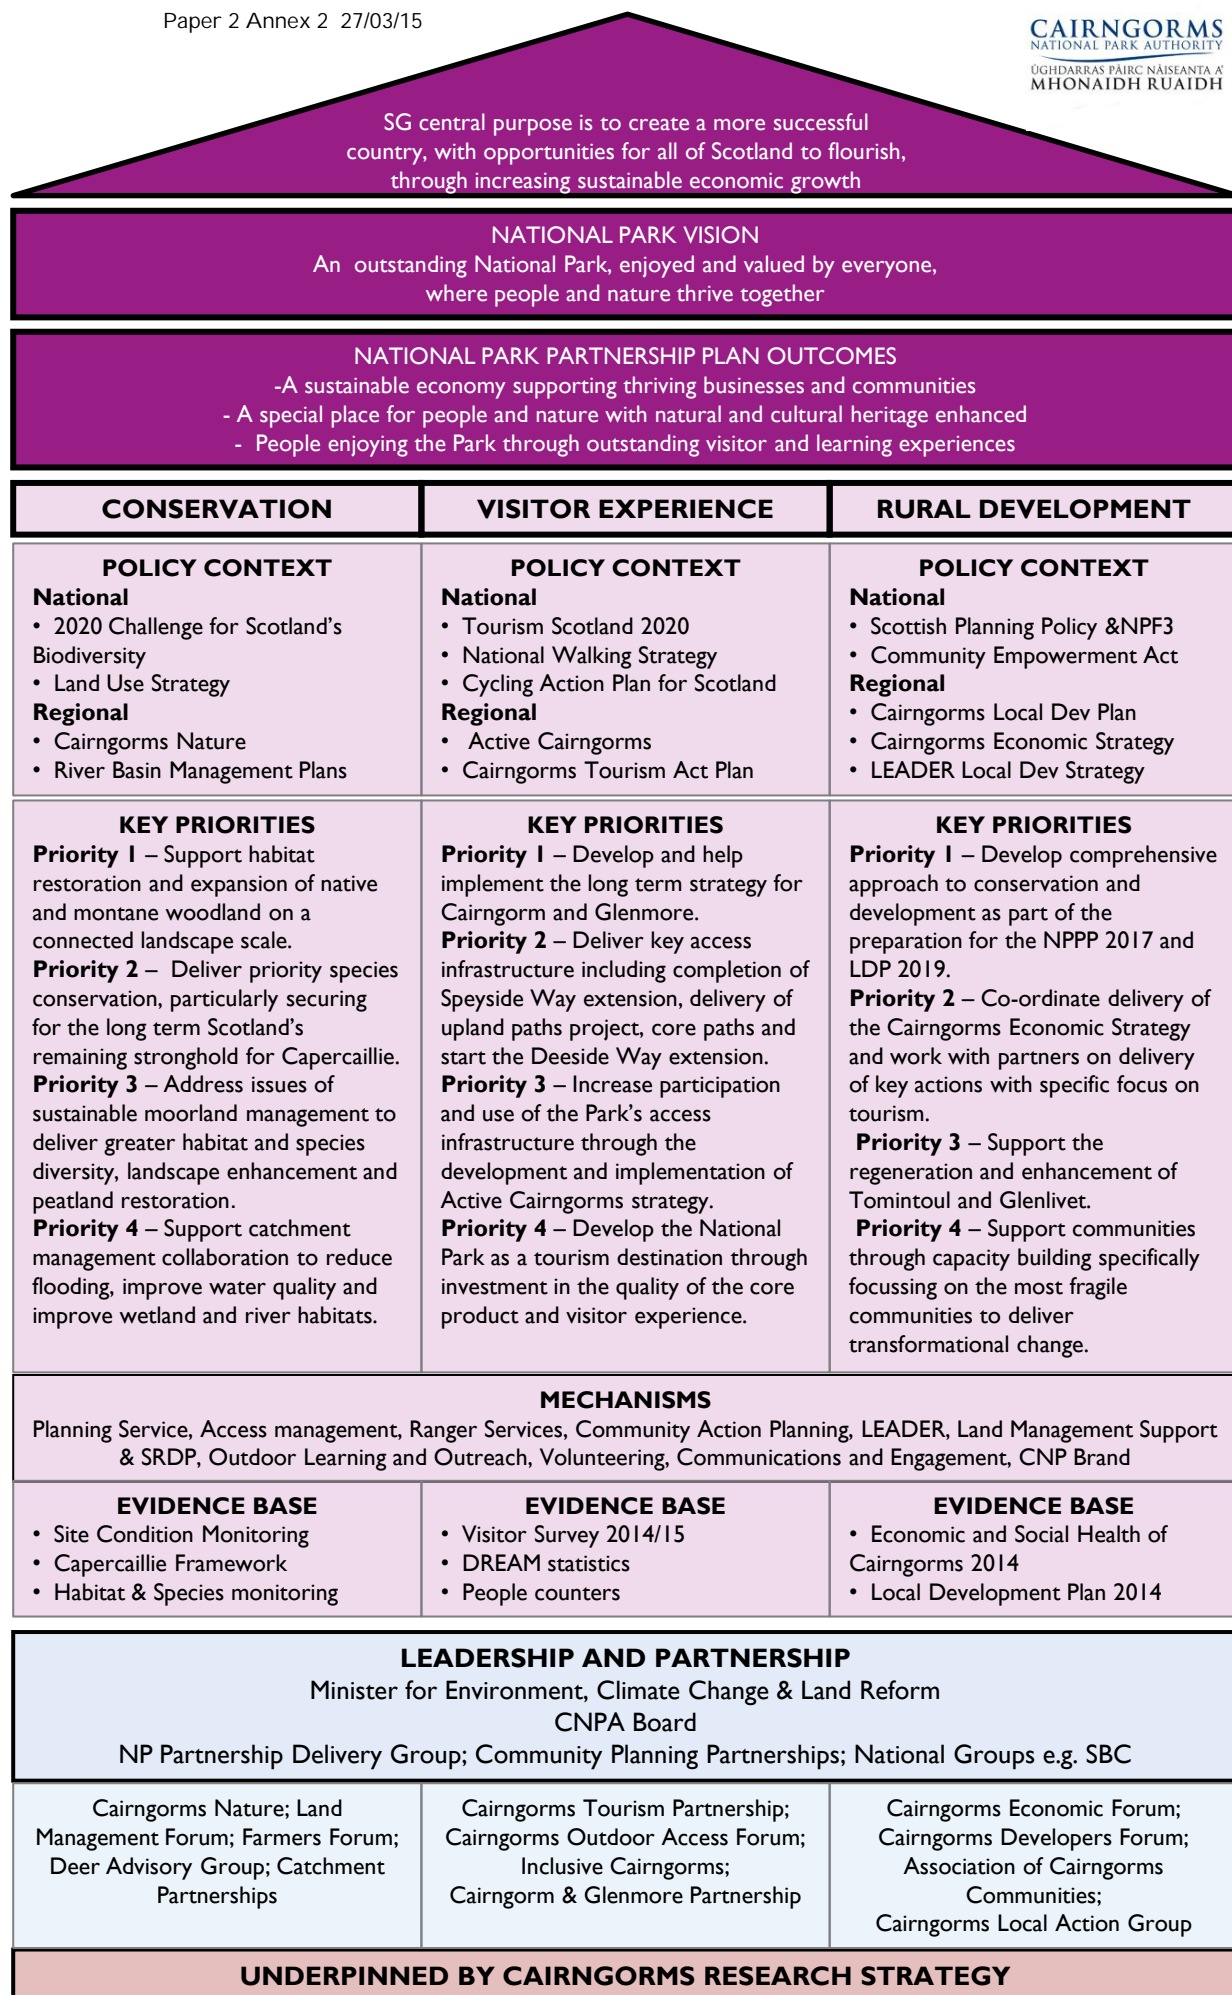 Paper 2 Annex 2  27/03/15
CAIRNGORMS
NATIONAL PARK AUTHORITY
ÙGHDARRAS PÀIRC NÀISEANTA A'
MHONAIDH RUAIDH
SG central purpose is to create a more successful
country, with opportunities for all of Scotland to flourish,
through increasing sustainable economic growth
NATIONAL PARK VISION
An  outstanding National Park, enjoyed and valued by everyone,
where people and nature thrive together
NATIONAL PARK PARTNERSHIP PLAN OUTCOMES
-A sustainable economy supporting thriving businesses and communities
- A special place for people and nature with natural and cultural heritage enhanced
-  People enjoying the Park through outstanding visitor and learning experiences
CONSERVATION
VISITOR EXPERIENCE
RURAL DEVELOPMENT
POLICY CONTEXT
National
• 2020 Challenge for Scotland's
Biodiversity
• Land Use Strategy
Regional
• Cairngorms Nature
• River Basin Management Plans
POLICY CONTEXT
National
• Tourism Scotland 2020
• National Walking Strategy
• Cycling Action Plan for Scotland
Regional
• Active Cairngorms
• Cairngorms Tourism Act Plan
POLICY CONTEXT
National
• Scottish Planning Policy &NPF3
• Community Empowerment Act
Regional
• Cairngorms Local Dev Plan
• Cairngorms Economic Strategy
• LEADER Local Dev Strategy
KEY PRIORITIES
Priority 1 – Support habitat
restoration and expansion of native
and montane woodland on a
connected landscape scale.
Priority 2 –  Deliver priority species
conservation, particularly securing
for the long term Scotland's
remaining stronghold for Capercaillie.
Priority 3 – Address issues of
sustainable moorland management to
deliver greater habitat and species
diversity, landscape enhancement and
peatland restoration.
Priority 4 – Support catchment
management collaboration to reduce
flooding, improve water quality and
improve wetland and river habitats.
KEY PRIORITIES
Priority 1 – Develop and help
implement the long term strategy for
Cairngorm and Glenmore.
Priority 2 – Deliver key access
infrastructure including completion of
Speyside Way extension, delivery of
upland paths project, core paths and
start the Deeside Way extension.
Priority 3 – Increase participation
and use of the Park's access
infrastructure through the
development and implementation of
Active Cairngorms strategy.
Priority 4 – Develop the National
Park as a tourism destination through
investment in the quality of the core
product and visitor experience.
KEY PRIORITIES
Priority 1 – Develop comprehensive
approach to conservation and
development as part of the
preparation for the NPPP 2017 and
LDP 2019.
Priority 2 – Co-ordinate delivery of
the Cairngorms Economic Strategy
and work with partners on delivery
of key actions with specific focus on
tourism.
Priority 3 – Support the
regeneration and enhancement of
Tomintoul and Glenlivet.
Priority 4 – Support communities
through capacity building specifically
focussing on the most fragile
communities to deliver
transformational change.
MECHANISMS
Planning Service, Access management, Ranger Services, Community Action Planning, LEADER, Land Management Support
& SRDP, Outdoor Learning and Outreach, Volunteering, Communications and Engagement, CNP Brand
EVIDENCE BASE
• Site Condition Monitoring
• Capercaillie Framework
• Habitat & Species monitoring
EVIDENCE BASE
• Visitor Survey 2014/15
• DREAM statistics
• People counters
EVIDENCE BASE
• Economic and Social Health of
Cairngorms 2014
• Local Development Plan 2014
LEADERSHIP AND PARTNERSHIP
Minister for Environment, Climate Change & Land Reform
CNPA Board
NP Partnership Delivery Group; Community Planning Partnerships; National Groups e.g. SBC
Cairngorms Nature; Land
Management Forum; Farmers Forum;
Deer Advisory Group; Catchment
Partnerships
Cairngorms Tourism Partnership;
Cairngorms Outdoor Access Forum;
Inclusive Cairngorms;
Cairngorm & Glenmore Partnership
Cairngorms Economic Forum;
Cairngorms Developers Forum;
Association of Cairngorms
Communities;
Cairngorms Local Action Group
UNDERPINNED BY CAIRNGORMS RESEARCH STRATEGY